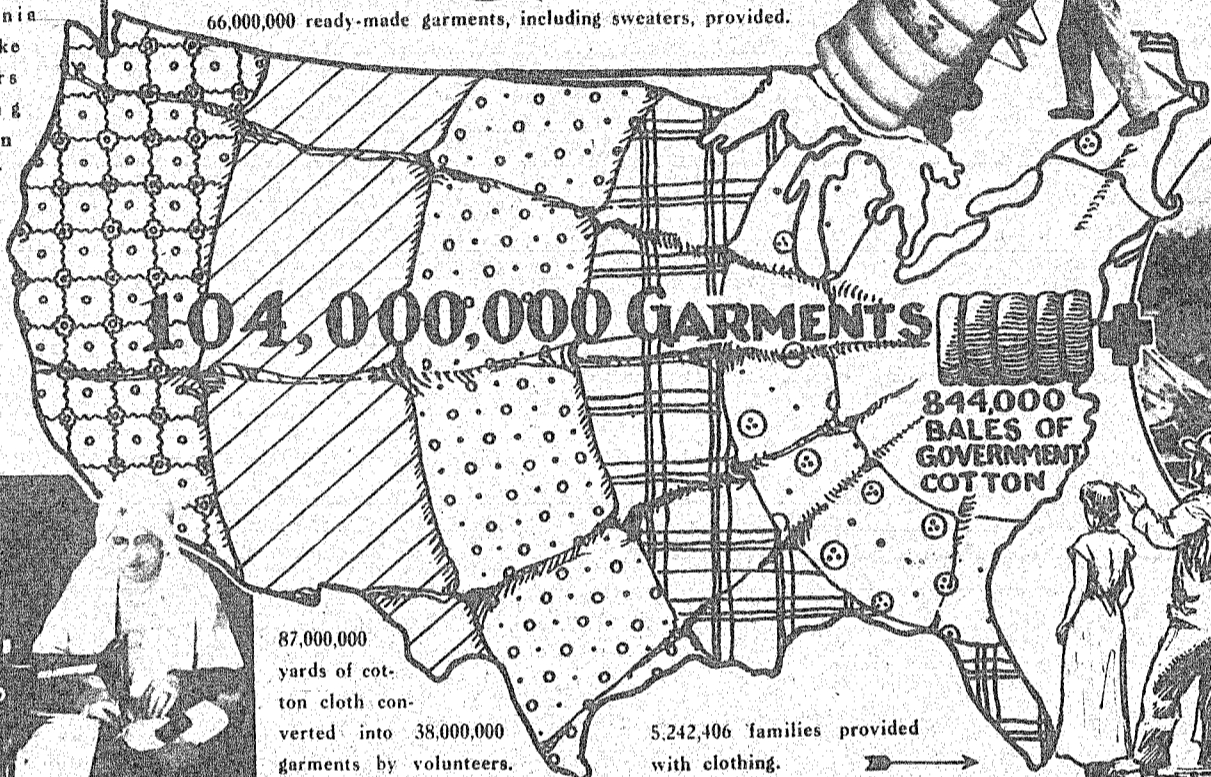 66,000,000 ready-made garments, including sweaters, provided.
104,000,000 GARMENTS
844,000
BALES OF
GOVERNMENT
COTTON
87,000,000
yards of cot-
ton cloth con-
verted into 38,000,000
garments by volunteers.
5,242,406 families provided
with clothing.